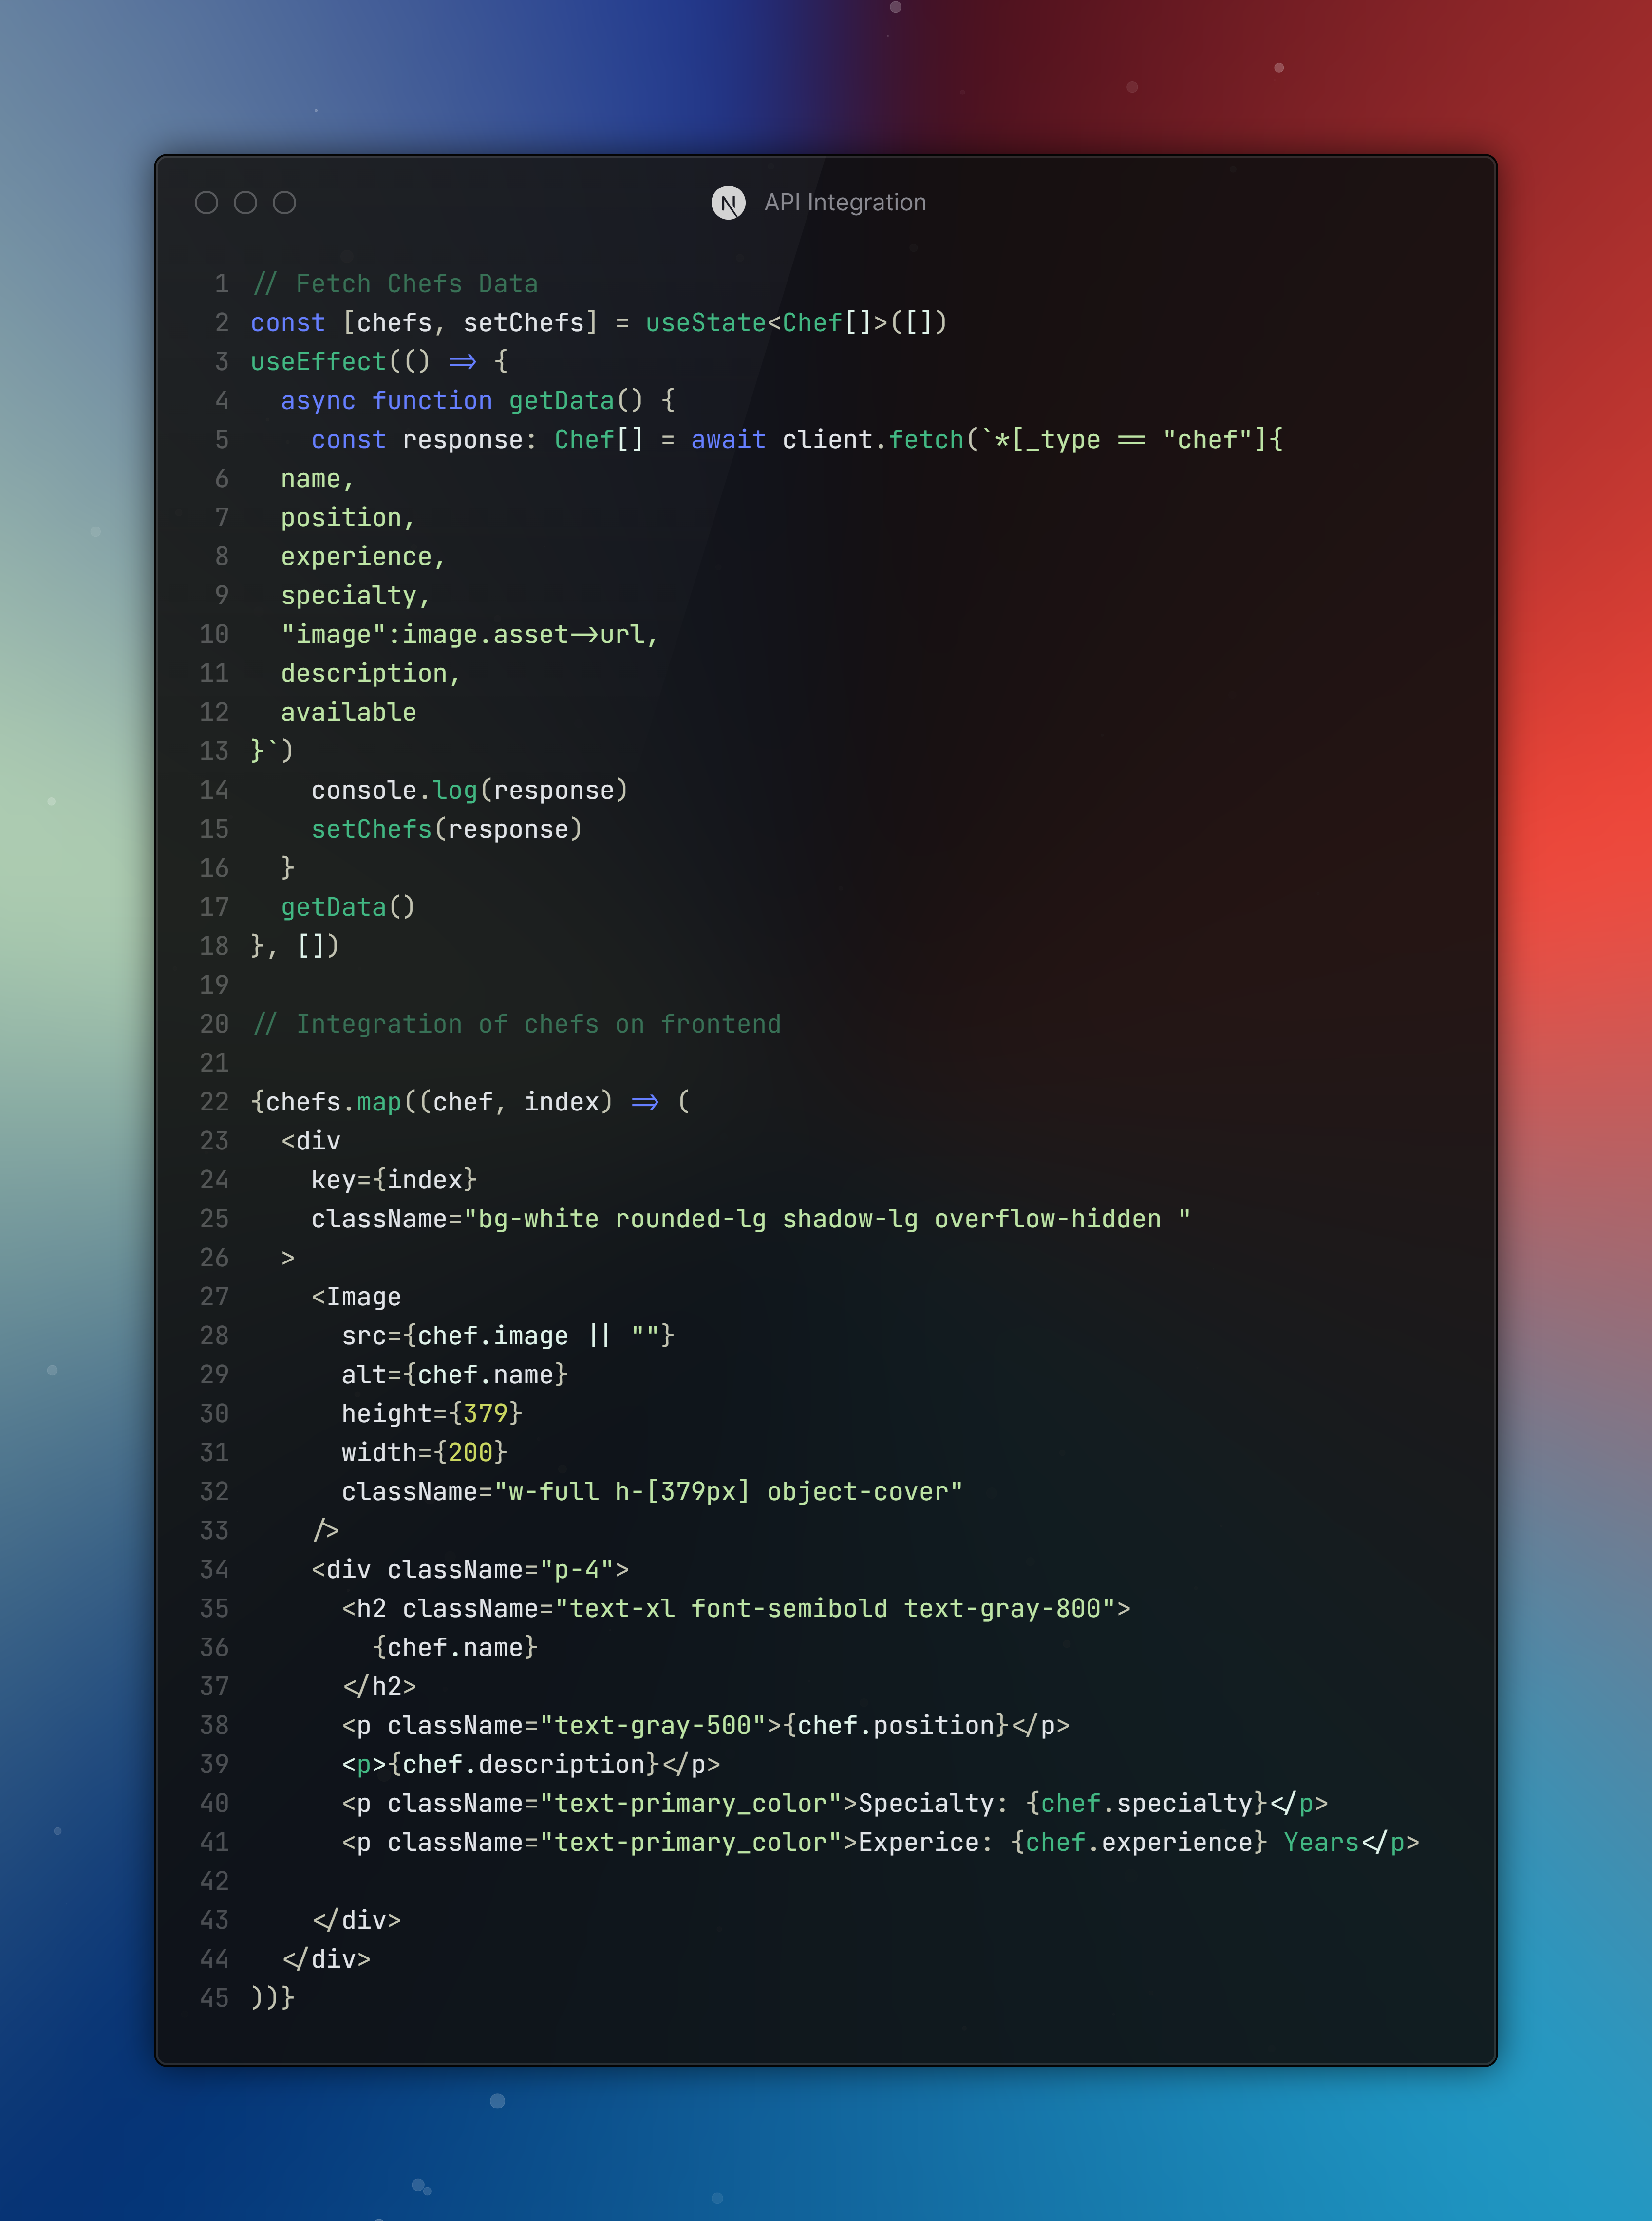 N API Integration
1 // Fetch Chefs Data
2 const [chefs, setChefs] = useState<Chef[]>([])
3 useEffect(() => {
4   async function getData() {
5     const response: Chef[] = await client.fetch(`*[_type == "chef"]{
6   name,
7   position,
8   experience,
9   specialty,
10   "image":image.asset->url,
11   description,
12   available
13 }`)
14     console.log(response)
15     setChefs(response)
16   }
17   getData()
18 }, [])
19
20 // Integration of chefs on frontend
21
22 {chefs.map((chef, index) => (
23   <div
24     key={index}
25     className="bg-white rounded-lg shadow-lg overflow-hidden "
26   >
27     <Image
28       src={chef.image || ""}
29       alt={chef.name}
30       height={379}
31       width={200}
32       className="w-full h-[379px] object-cover"
33     />
34     <div className="p-4">
35       <h2 className="text-xl font-semibold text-gray-800">
36         {chef.name}
37       </h2>
38       <p className="text-gray-500">{chef.position}</p>
39       <p>{chef.description}</p>
40       <p className="text-primary_color">Specialty: {chef.specialty}</p>
41       <p className="text-primary_color">Experice: {chef.experience} Years</p>
42
43     </div>
44   </div>
45 ))}